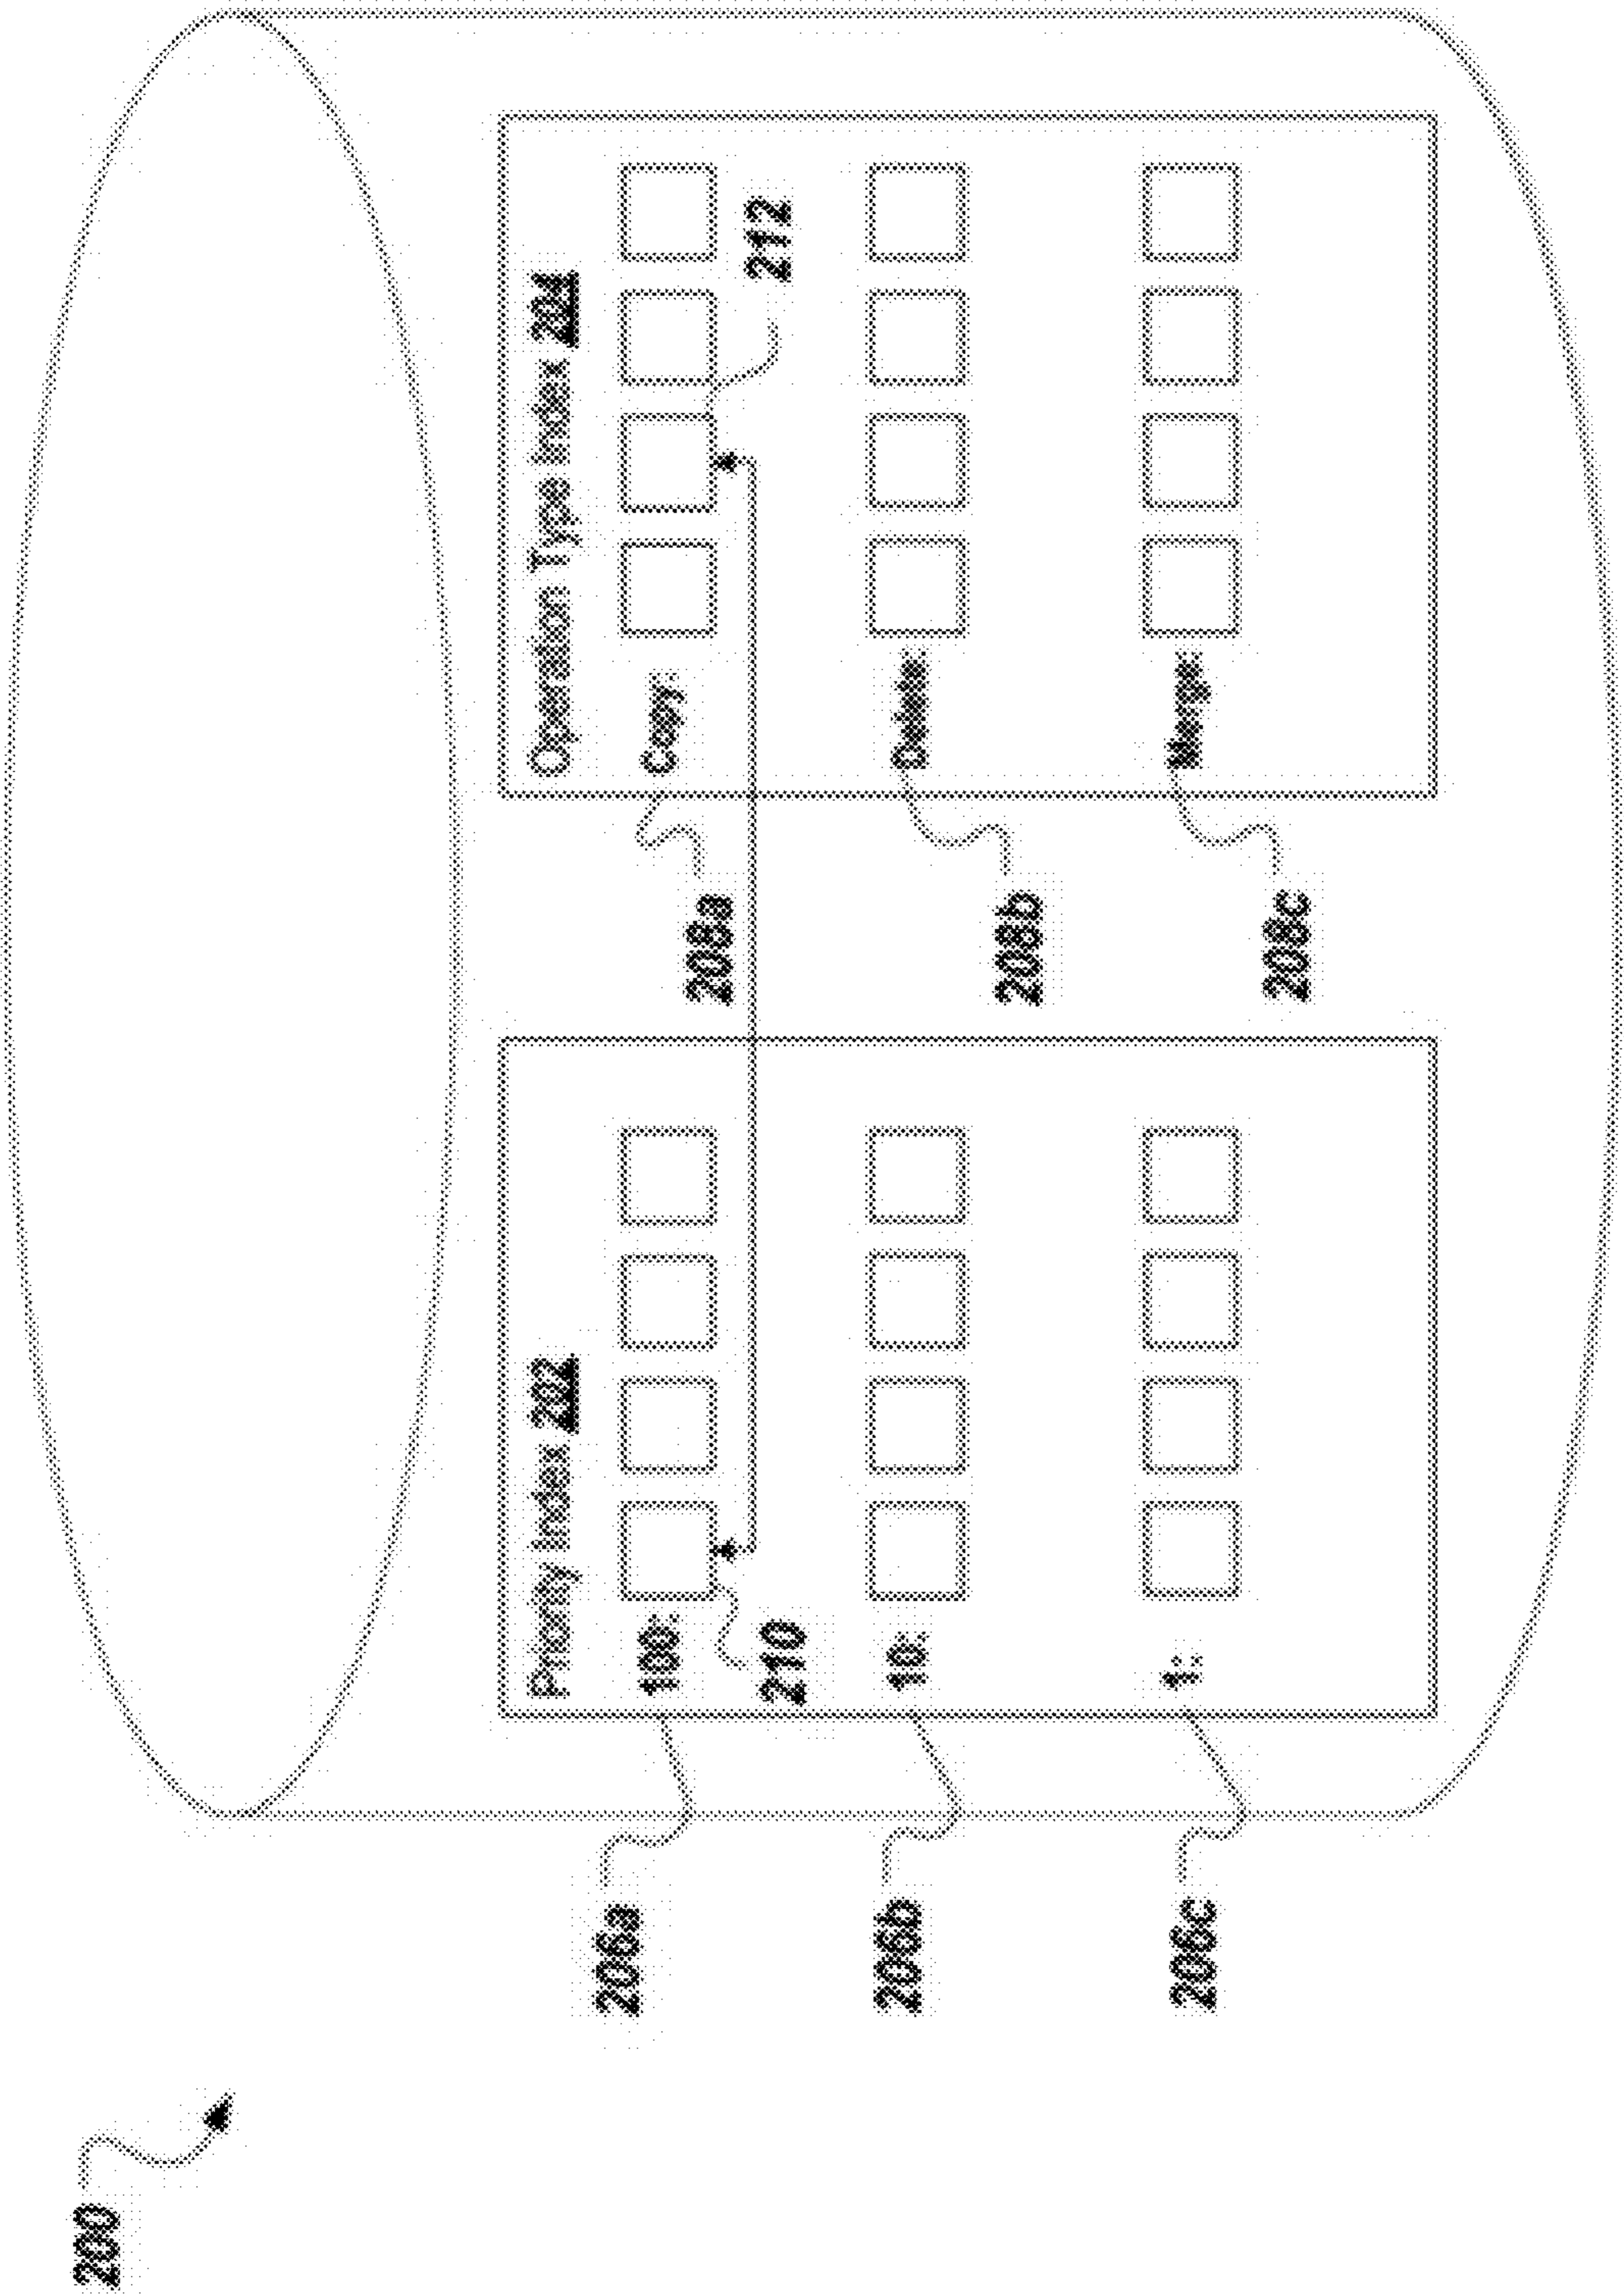 200
Priority Index 202
Operation Type Index 204
206a
100:
210
208a
Copy:
212
206b
10:
208b
Delete:
206c
1:
208c
Merge: